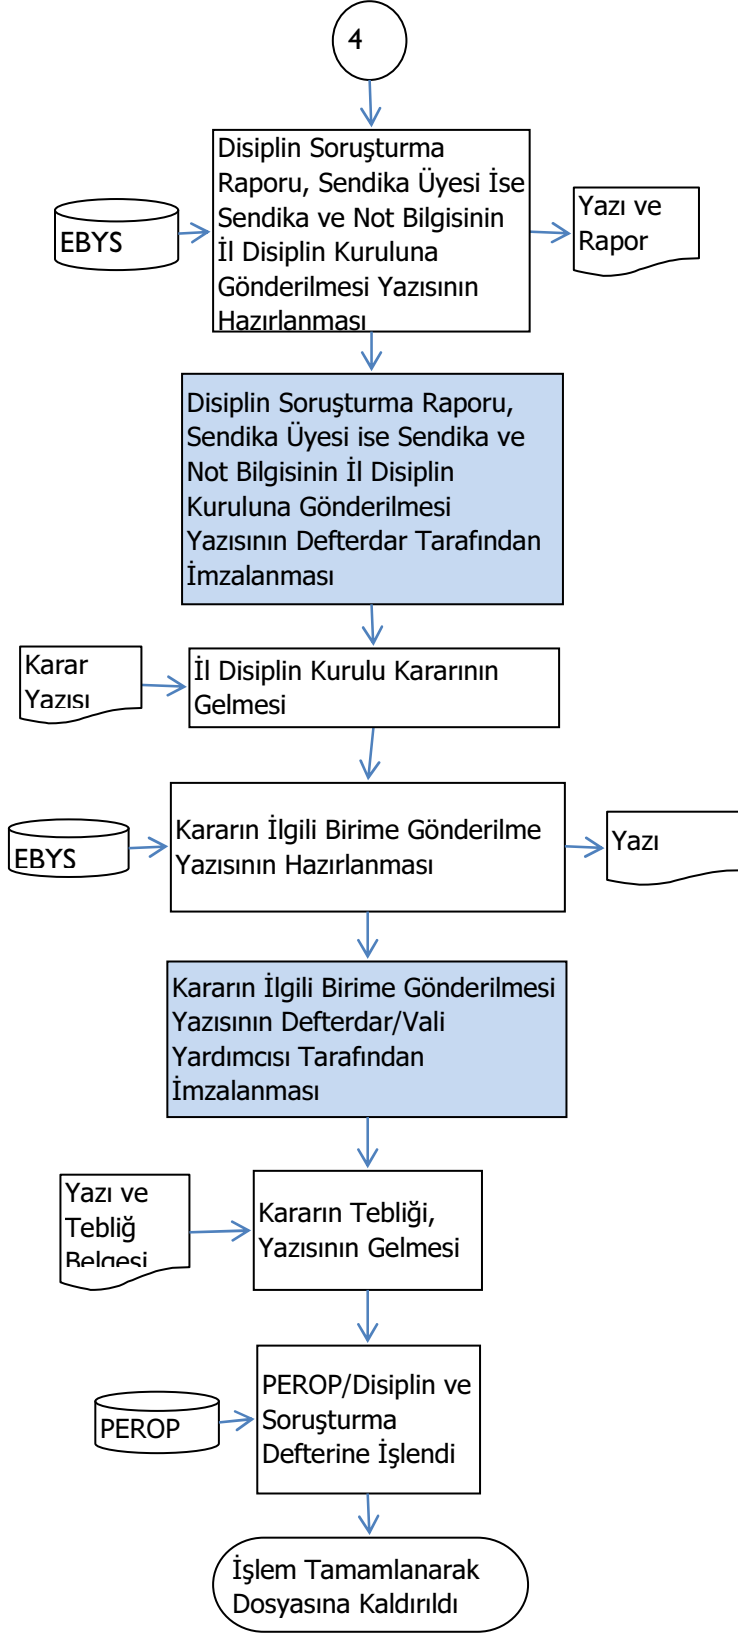 4
Disiplin Soruşturma
Raporu, Sendika Üyesi İse
Sendika ve Not Bilgisinin
İl Disiplin Kuruluna
Gönderilmesi Yazısının
Hazırlanması
EBYS
Yazı ve
Rapor
Disiplin Soruşturma Raporu,
Sendika Üyesi ise Sendika ve
Not Bilgisinin İl Disiplin
Kuruluna Gönderilmesi
Yazısının Defterdar Tarafından
İmzalanması
Karar
Yazısı
İl Disiplin Kurulu Kararının
Gelmesi
EBYS
Kararın İlgili Birime Gönderilme
Yazısının Hazırlanması
Yazı
Kararın İlgili Birime Gönderilmesi
Yazısının Defterdar/Vali
Yardımcısı Tarafından
İmzalanması
Yazı ve
Tebliğ
Belgesi
Kararın Tebliği,
Yazısının Gelmesi
PEROP
PEROP/Disiplin ve
Soruşturma
Defterine İşlendi
İşlem Tamamlanarak
Dosyasına Kaldırıldı